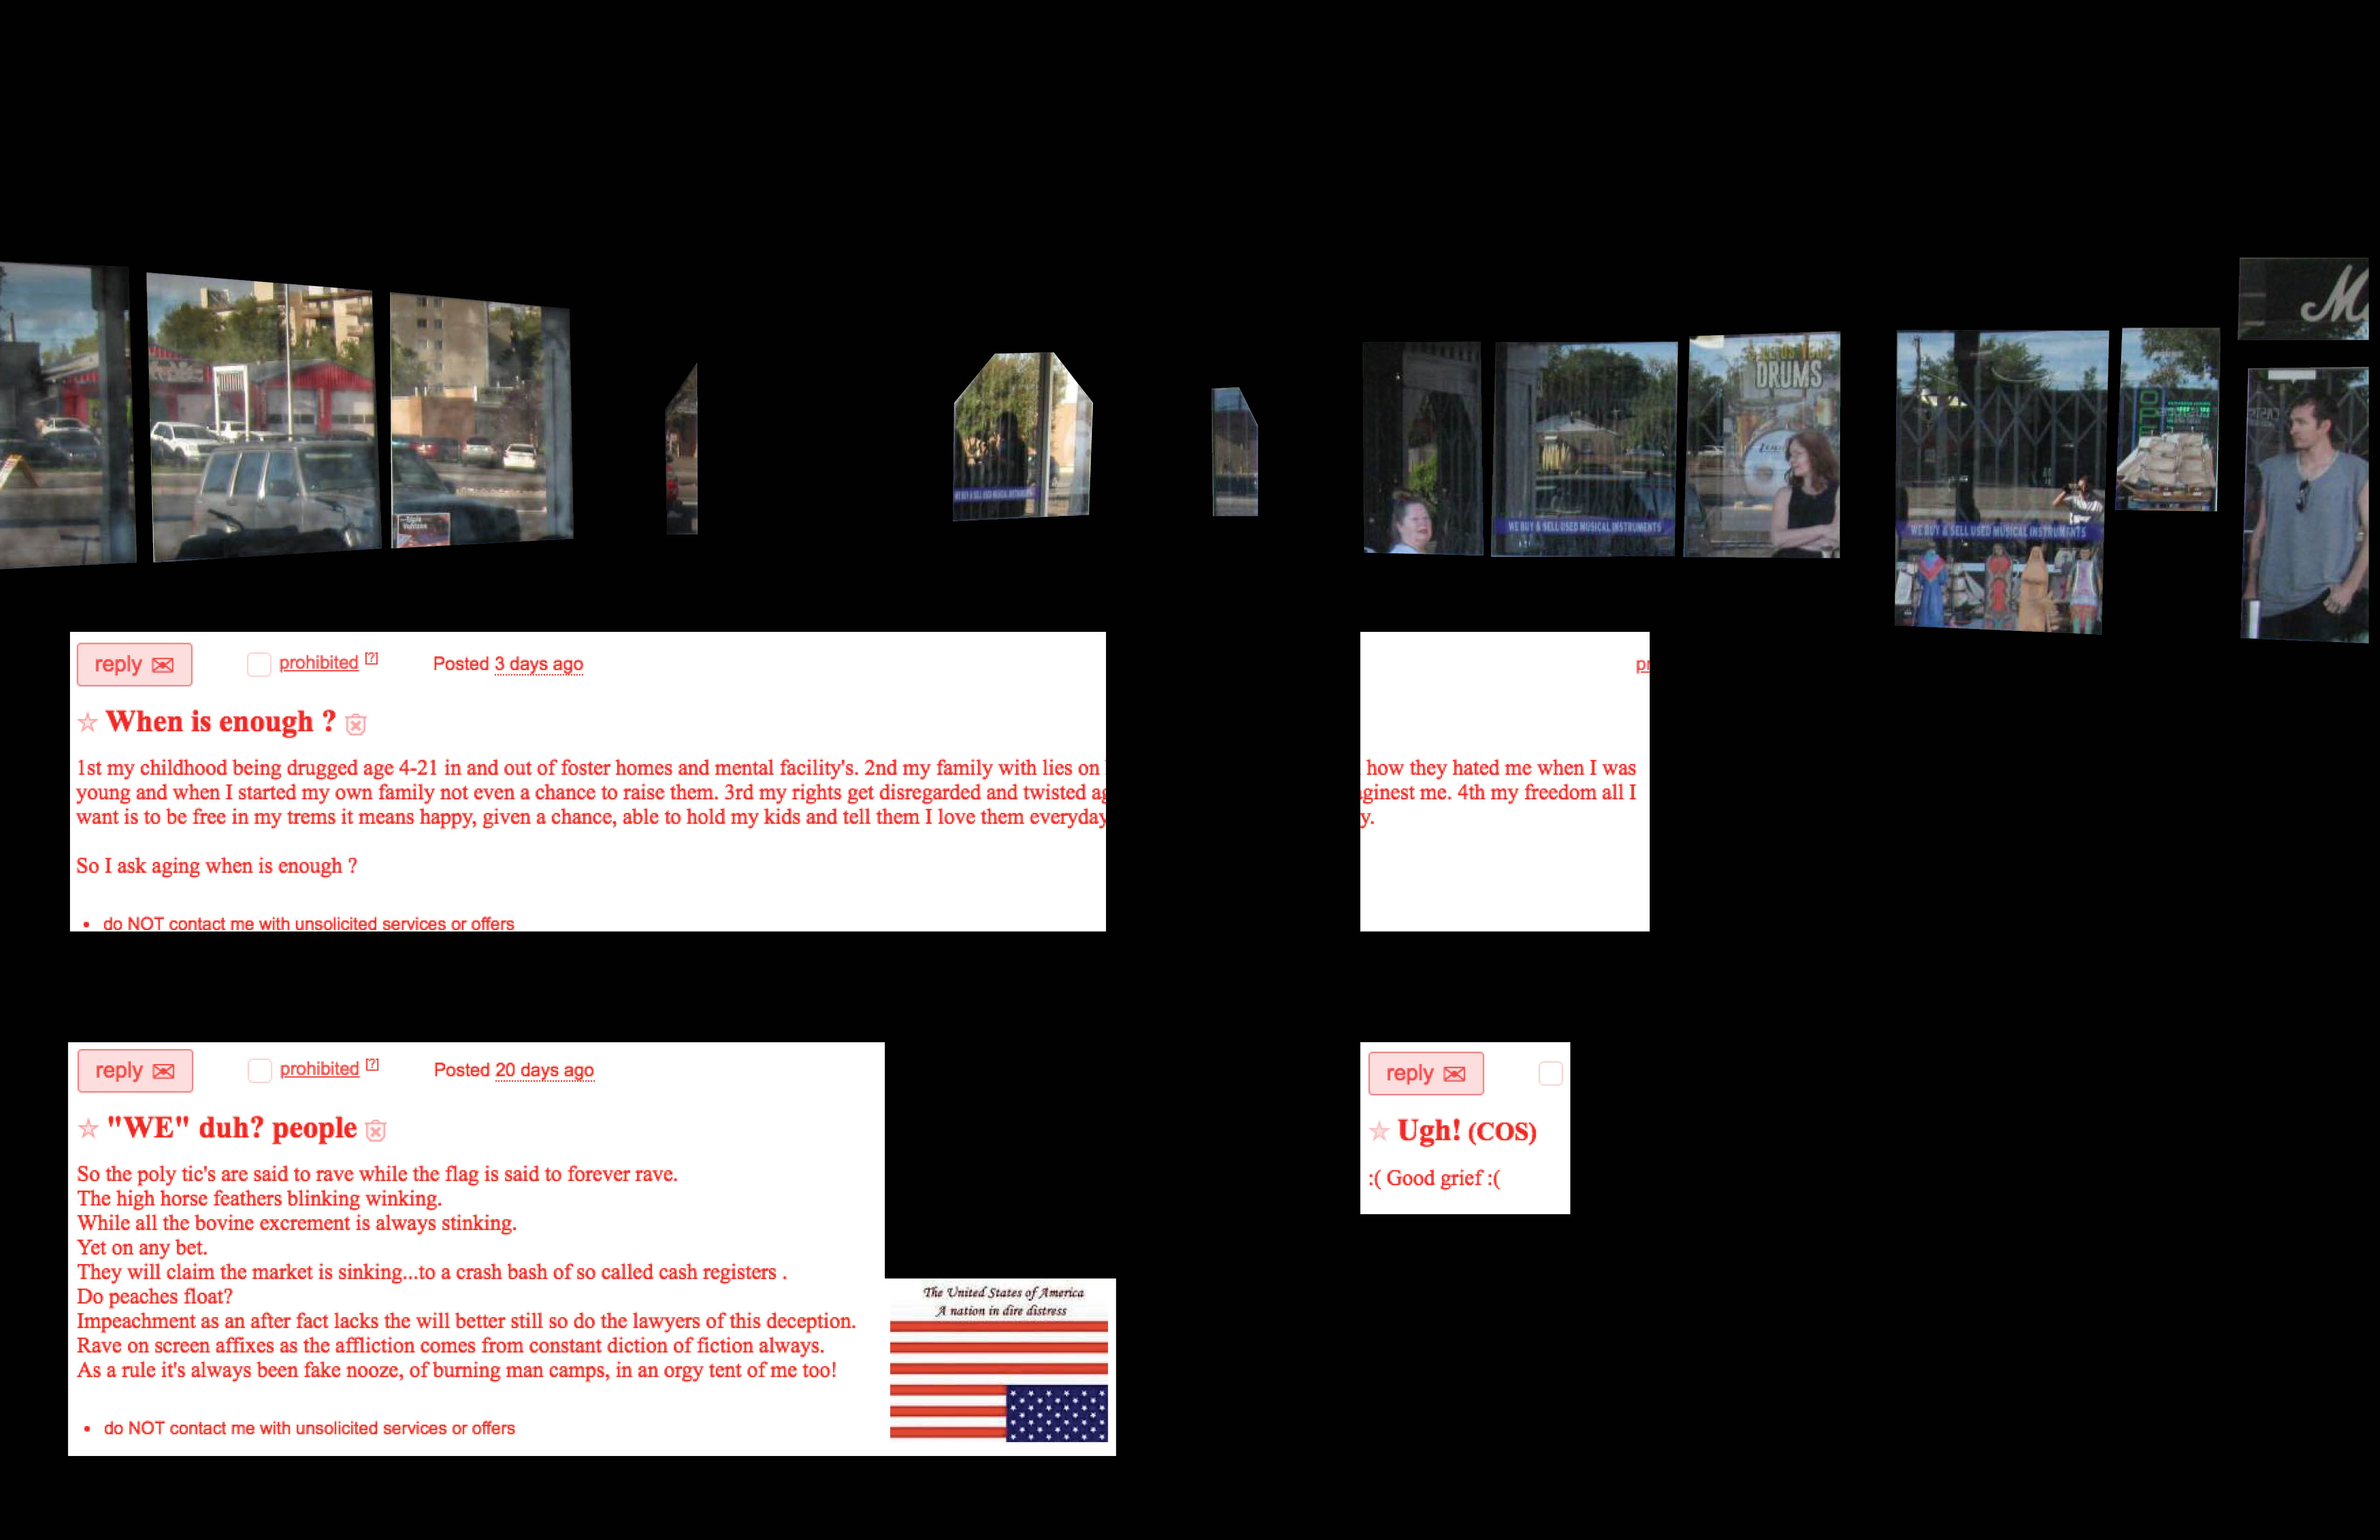 SELL US YOUR
DRUMS
WE BUY & SELL USED MUSICAL INSTRUMENTS
WE BUY & SELL USED MUSICAL INSTRUMENTS
WE BUY & SELL USED MUSICAL INSTRUMENTS
M
reply
prohibited [?]
Posted 3 days ago
When is enough ?
1st my childhood being drugged age 4-21 in and out of foster homes and mental facility's. 2nd my family with lies on how they hated me when I was
young and when I started my own family not even a chance to raise them. 3rd my rights get disregarded and twisted aginest me. 4th my freedom all I
want is to be free in my trems it means happy, given a chance, able to hold my kids and tell them I love them everyday.
So I ask aging when is enough ?
do NOT contact me with unsolicited services or offers
reply
prohibited [?]
Posted 20 days ago
"WE" duh? people
So the poly tic's are said to rave while the flag is said to forever rave.
The high horse feathers blinking winking.
While all the bovine excrement is always stinking.
Yet on any bet.
They will claim the market is sinking...to a crash bash of so called cash registers .
Do peaches float?
Impeachment as an after fact lacks the will better still so do the lawyers of this deception.
Rave on screen affixes as the affliction comes from constant diction of fiction always.
As a rule it's always been fake nooze, of burning man camps, in an orgy tent of me too!
do NOT contact me with unsolicited services or offers
The United States of America
A nation in dire distress
reply
Ugh! (COS)
:( Good grief :(